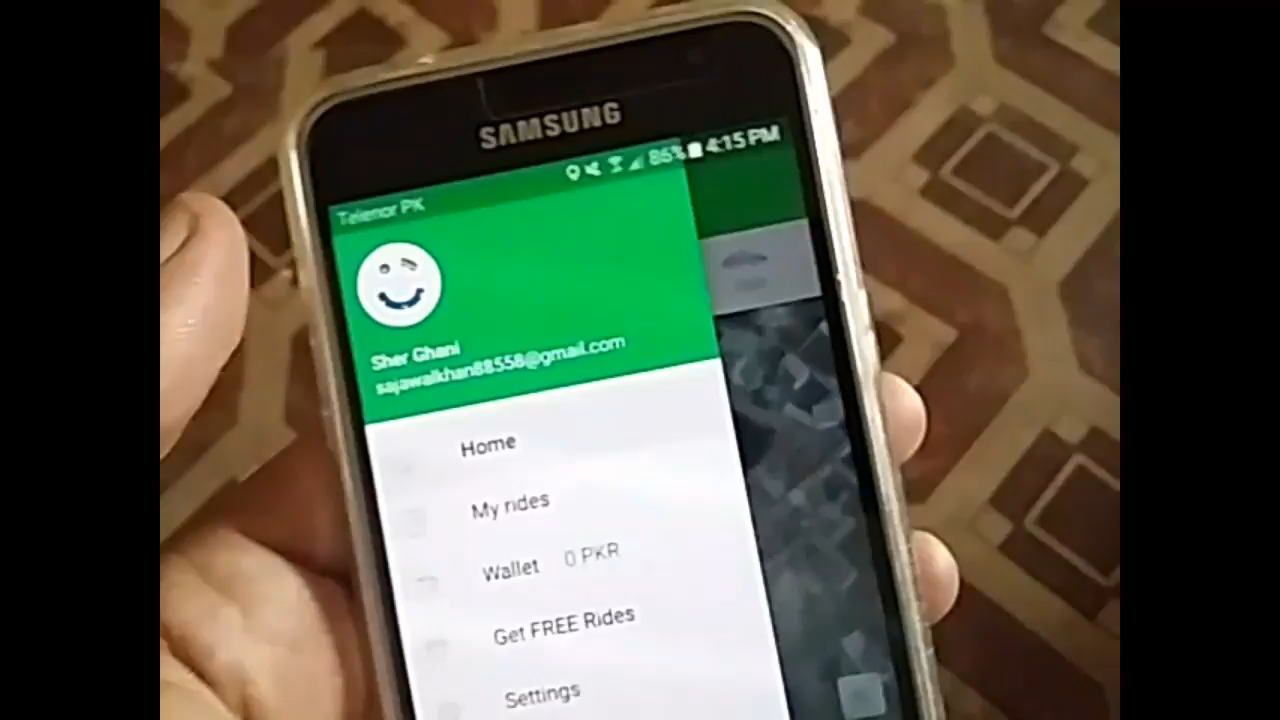 SAMSUNG
86% 4:15 PM
Telenor PK
Sher Ghani
sajawalkhan88558@gmail.com
Home
My rides
Wallet 0 PKR
Get FREE Rides
Settings